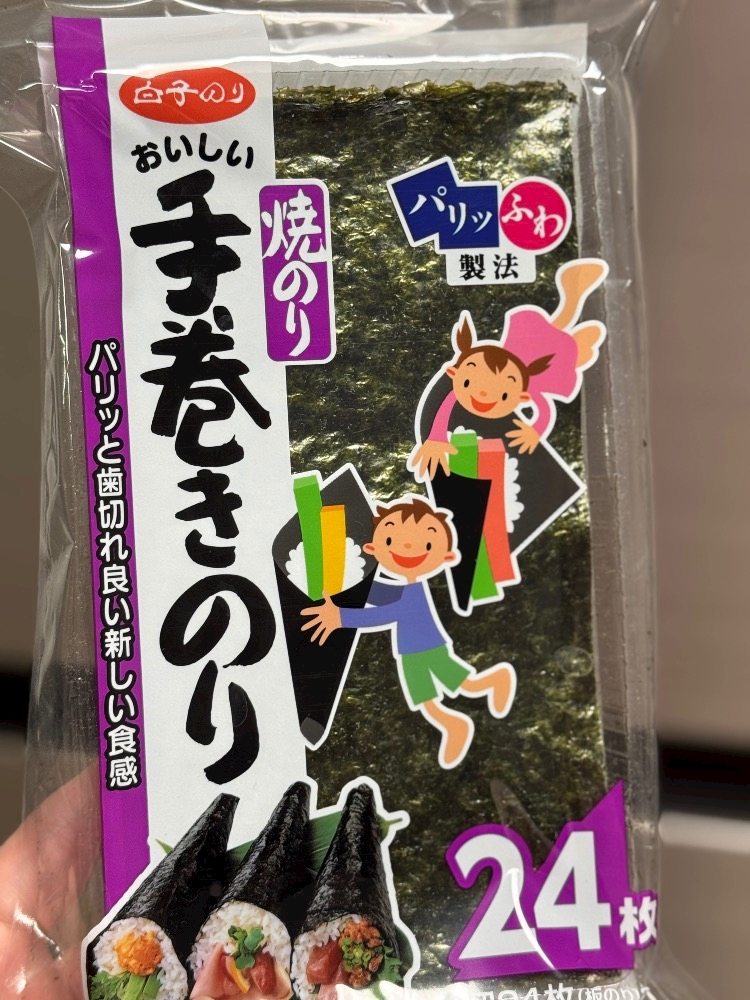 白子のり
おいしい
手巻きのり
焼のり
パリッ
ふわ
製法
パリッと歯切れ良い新しい食感
24枚